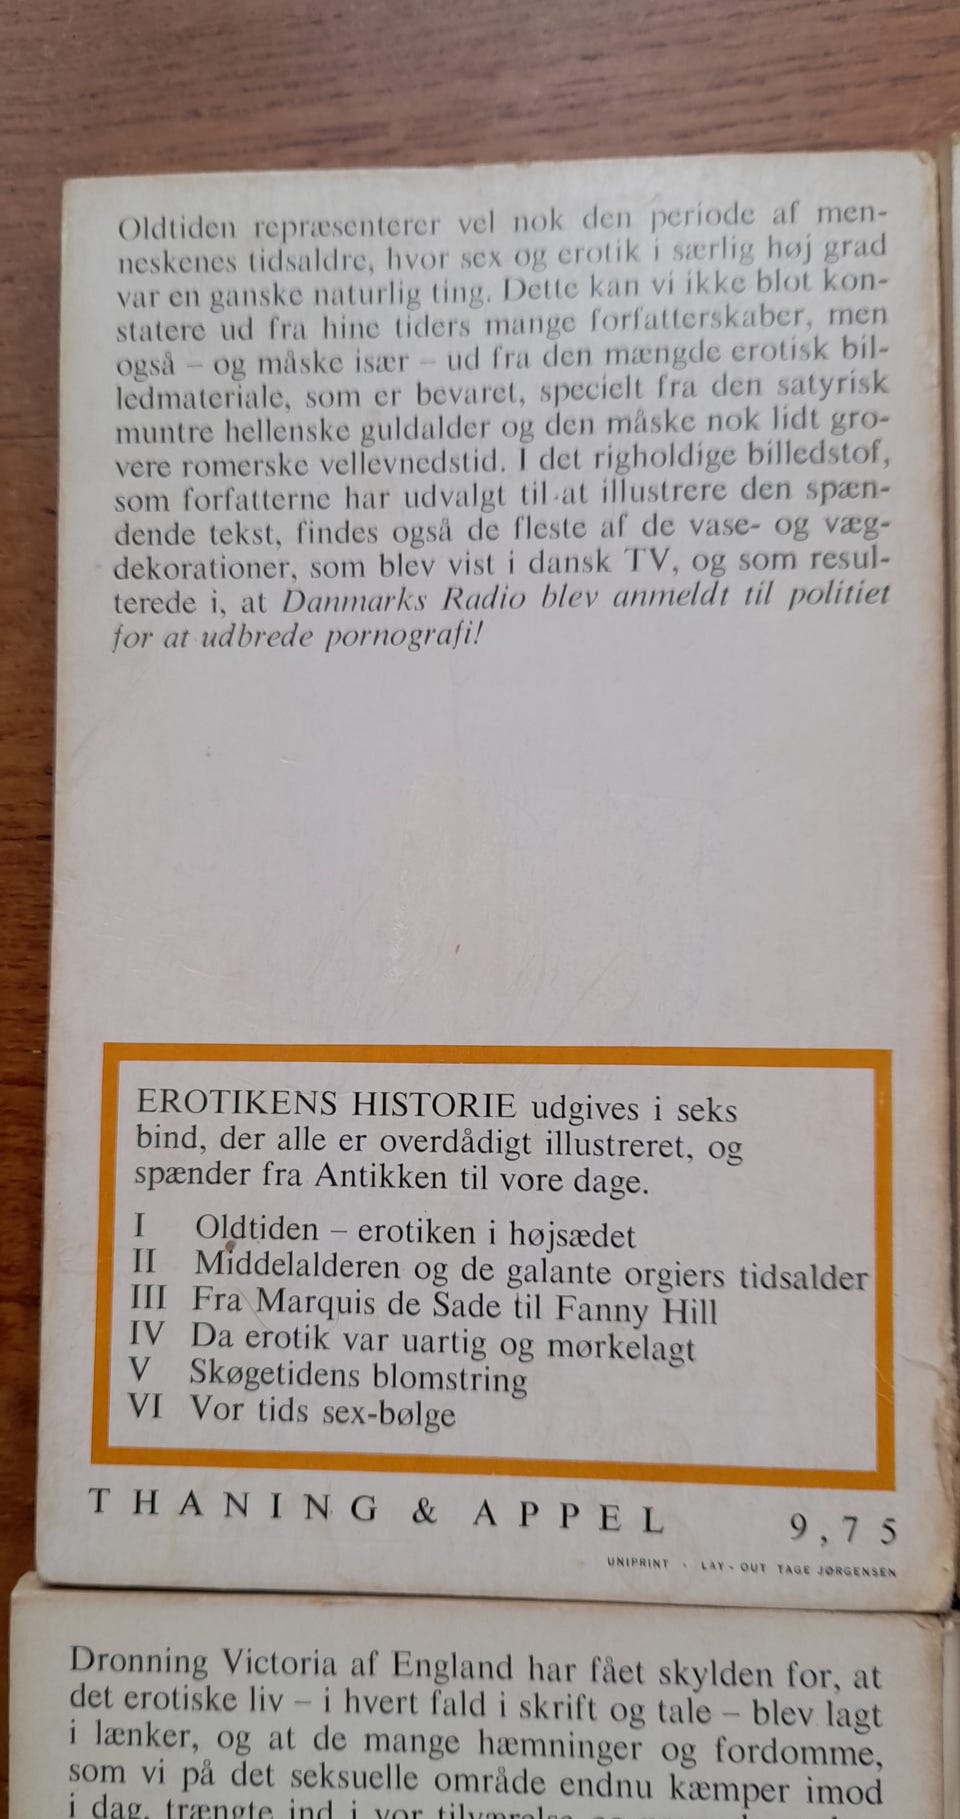 Oldtiden repræsenterer vel nok den periode af men-
neskenes tidsaldre, hvor sex og erotik i særlig høj grad
var en ganske naturlig ting. Dette kan vi ikke blot kon-
statere ud fra hine tiders mange forfatterskaber, men
også – og måske især – ud fra den mængde erotisk bil-
ledmateriale, som er bevaret, specielt fra den satyrisk
muntre hellenske guldalder og den måske nok lidt gro-
vere romerske vellevnedstid. I det righoldige billedstof,
som forfatterne har udvalgt til at illustrere den spæn-
dende tekst, findes også de fleste af de vase- og væg-
dekorationer, som blev vist i dansk TV, og som resul-
terede i, at Danmarks Radio blev anmeldt til politiet
for at udbrede pornografi!
EROTIKENS HISTORIE udgives i seks
bind, der alle er overdådigt illustreret, og
spænder fra Antikken til vore dage.
I Oldtiden – erotiken i højsædet
II Middelalderen og de galante orgiers tidsalder
III Fra Marquis de Sade til Fanny Hill
IV Da erotik var uartig og mørkelagt
V Skøgetidens blomstring
VI Vor tids sex-bølge
THANING & APPEL 9,75
UNIPRINT · LAY-OUT TAGE JØRGENSEN
Dronning Victoria af England har fået skylden for, at
det erotiske liv – i hvert fald i skrift og tale – blev lagt
i lænker, og at de mange hæmninger og fordomme,
som vi på det seksuelle område endnu kæmper imod
i dag, trængte ind i vor